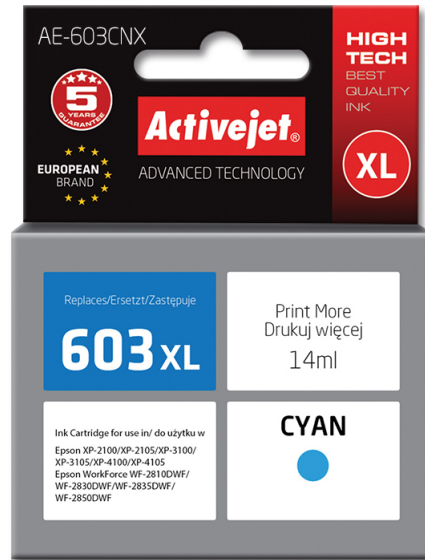 AE-603CNX
HIGH
TECH
BEST
QUALITY
INK
5
YEARS
GUARANTEE
Activejet®
EUROPEAN
BRAND
ADVANCED TECHNOLOGY
XL
Replaces/Ersetzt/Zastępuje
603XL
Print More
Drukuj więcej
14ml
Ink Cartridge for use in/ do użytku w
Epson XP-2100/XP-2105/XP-3100/
XP-3105/XP-4100/XP-4105
Epson WorkForce WF-2810DWF/
WF-2830DWF/WF-2835DWF/
WF-2850DWF
CYAN